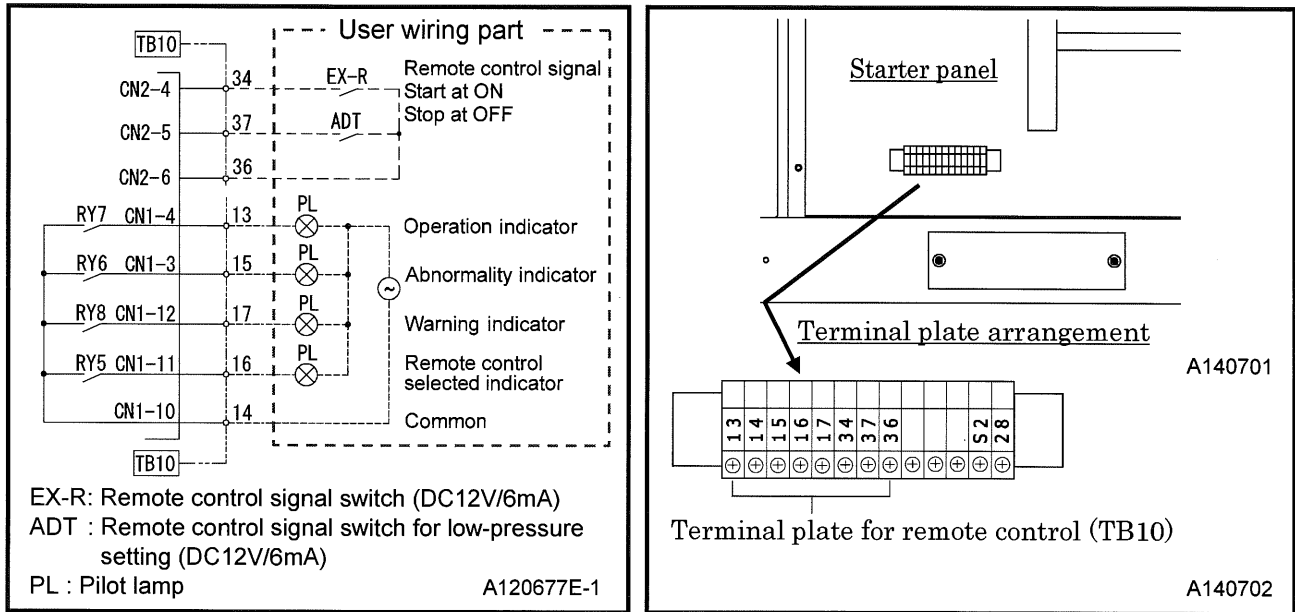 User wiring part
TB10
CN2-4 34 EX-R Remote control signal
Start at ON
Stop at OFF
CN2-5 37 ADT
CN2-6 36
RY7 CN1-4 13 PL Operation indicator
RY6 CN1-3 15 PL Abnormality indicator
RY8 CN1-12 17 PL Warning indicator
RY5 CN1-11 16 PL Remote control
selected indicator
CN1-10 14 Common
TB10
EX-R: Remote control signal switch (DC12V/6mA)
ADT : Remote control signal switch for low-pressure
setting (DC12V/6mA)
PL : Pilot lamp A120677E-1
Starter panel
Terminal plate arrangement
A140701
13 14 15 16 17 34 37 36 S2 28
Terminal plate for remote control (TB10)
A140702